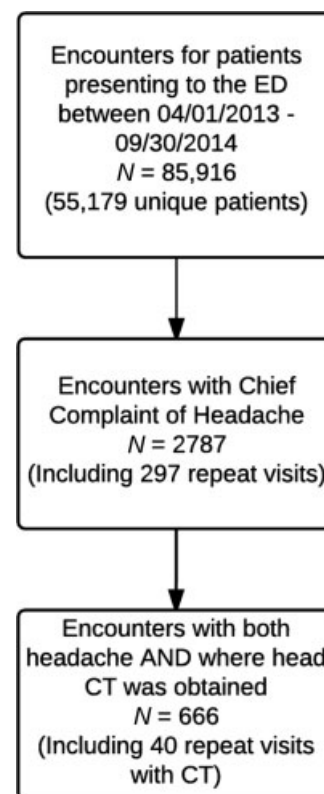 Encounters for patients
presenting to the ED
between 04/01/2013 -
09/30/2014
N = 85,916
(55,179 unique patients)
Encounters with Chief
Complaint of Headache
N = 2787
(Including 297 repeat visits)
Encounters with both
headache AND where head
CT was obtained
N = 666
(Including 40 repeat visits
with CT)